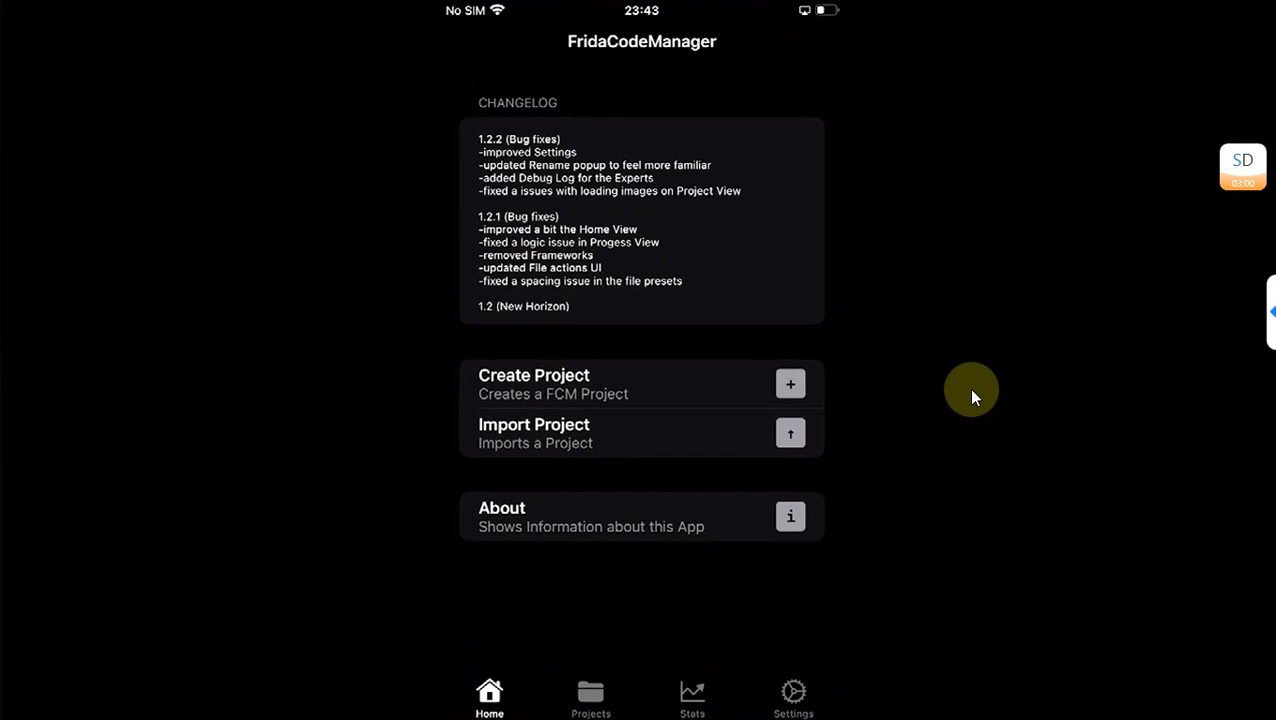 No SIM
23:43
FridaCodeManager
CHANGELOG
1.2.2 (Bug fixes)
-improved Settings
-updated Rename popup to feel more familiar
-added Debug Log for the Experts
-fixed a issues with loading images on Project View
1.2.1 (Bug fixes)
-improved a bit the Home View
-fixed a logic issue in Progess View
-removed Frameworks
-updated File actions UI
-fixed a spacing issue in the file presets
1.2 (New Horizon)
Create Project
Creates a FCM Project
Import Project
Imports a Project
About
Shows Information about this App
Home
Projects
Stats
Settings
SD
03:00